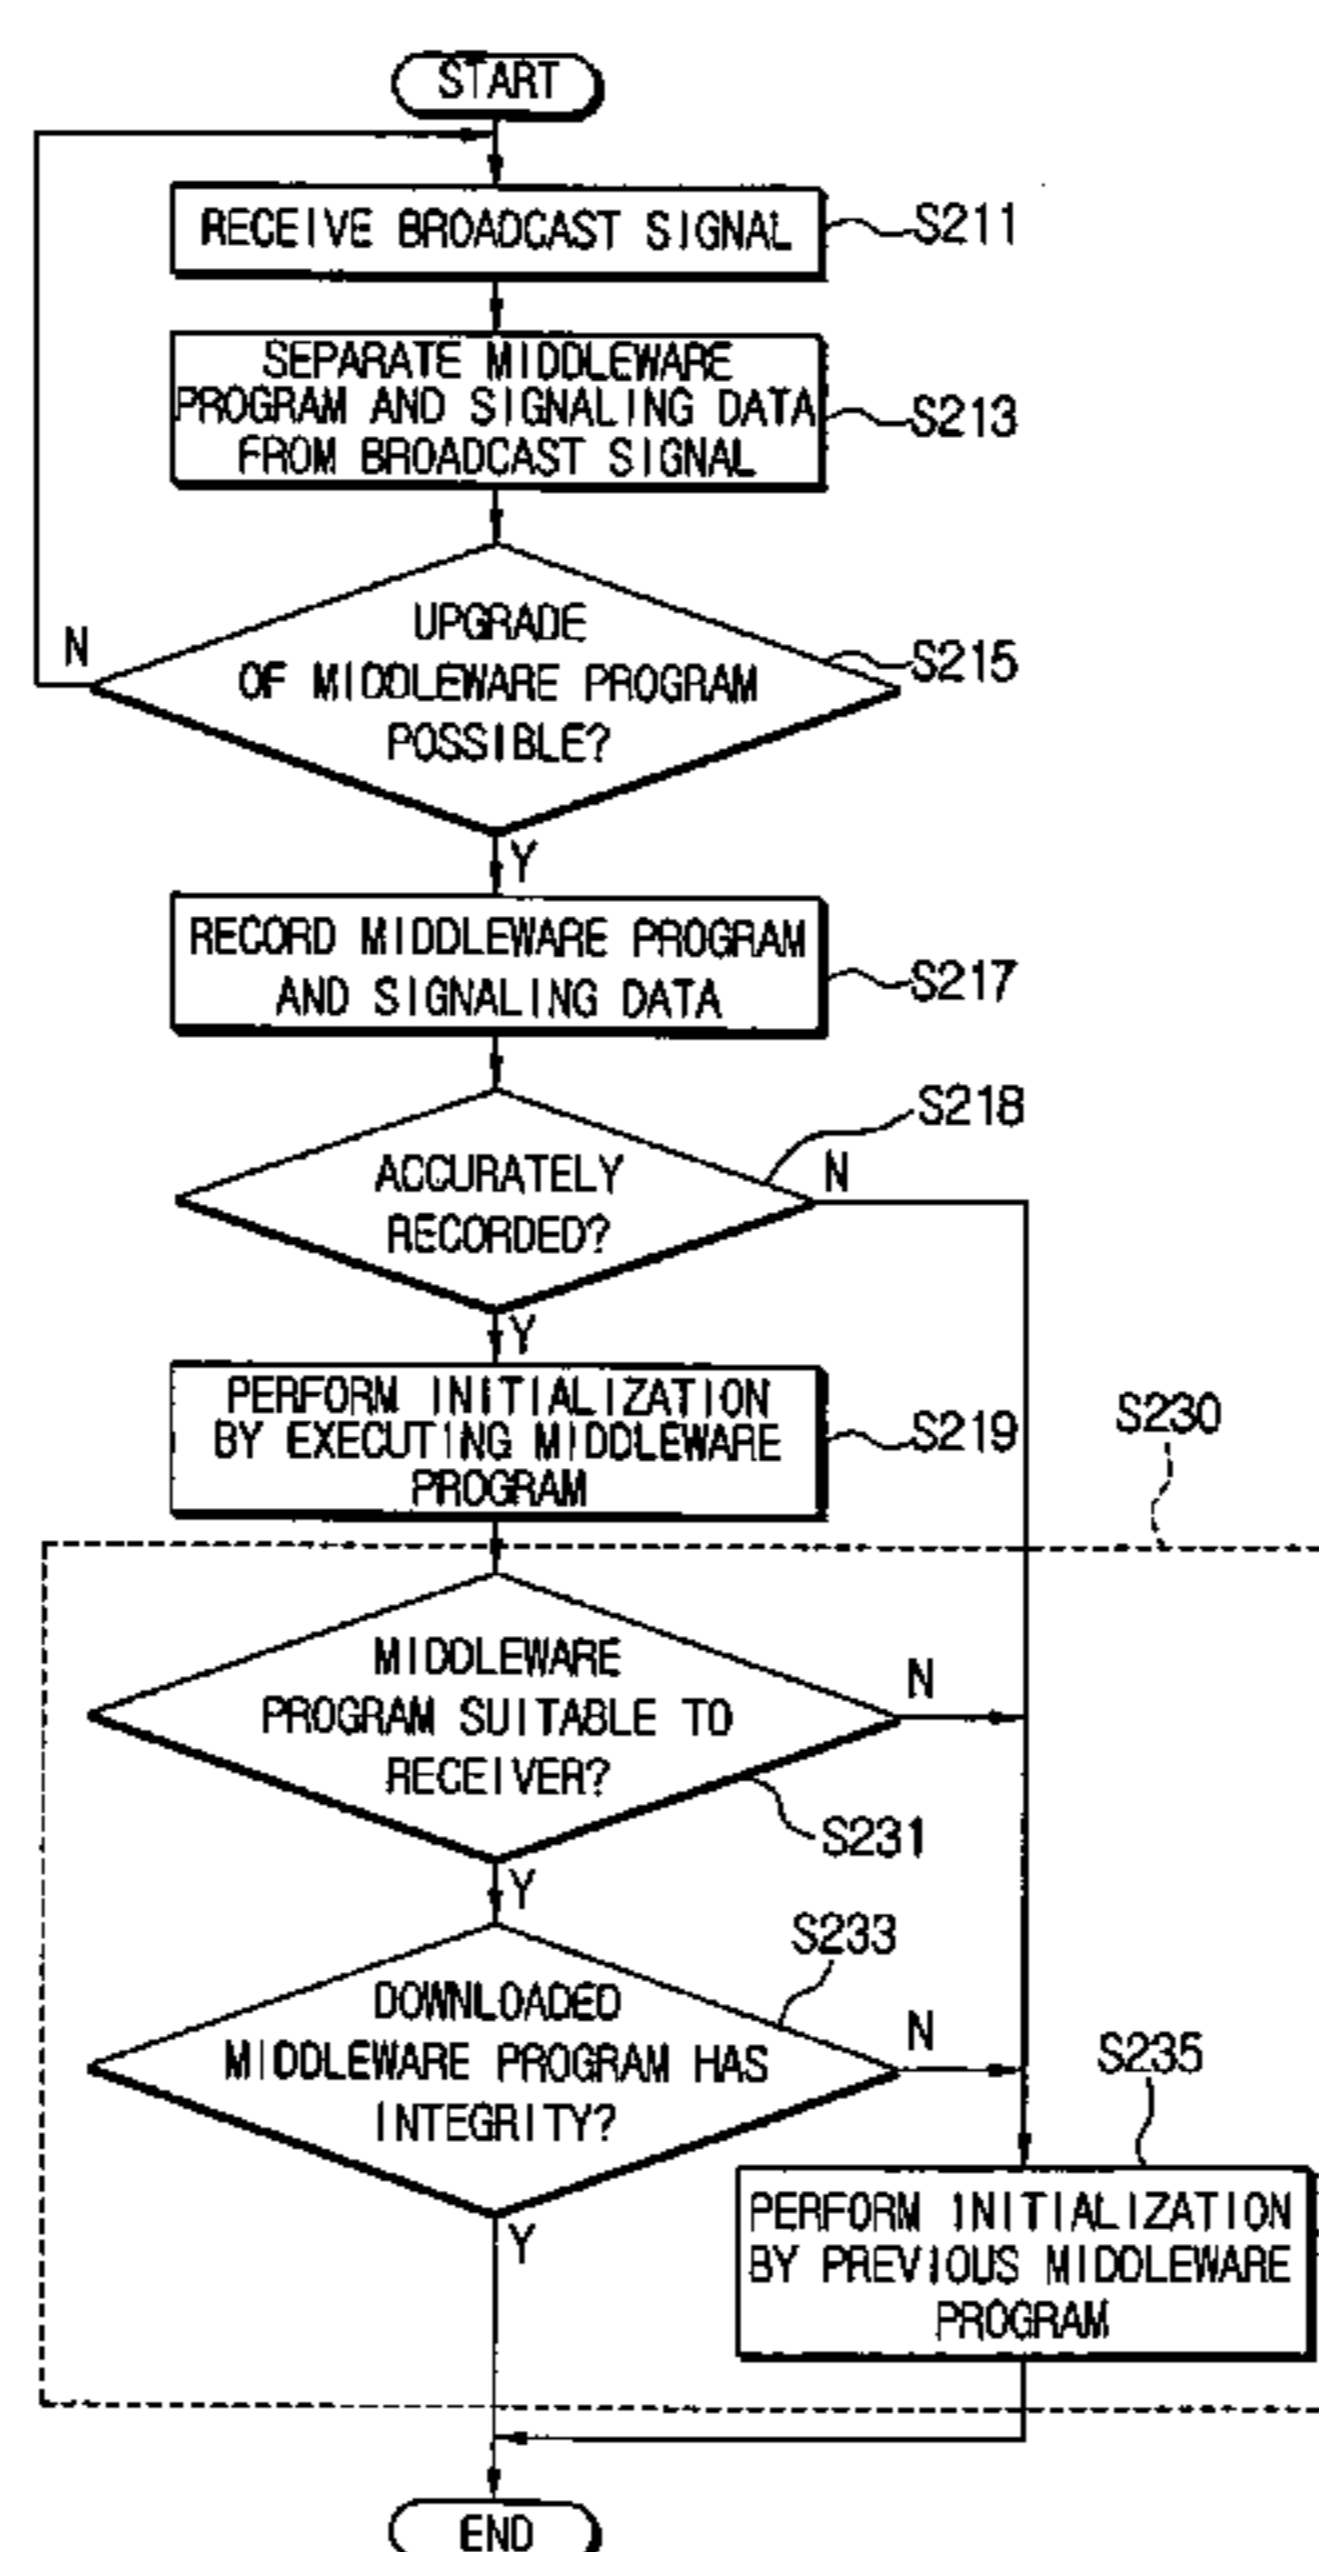 START
RECEIVE BROADCAST SIGNAL
S211
SEPARATE MIDDLEWARE
PROGRAM AND SIGNALING DATA
FROM BROADCAST SIGNAL
S213
UPGRADE
OF MIDDLEWARE PROGRAM
POSSIBLE?
S215
N
Y
RECORD MIDDLEWARE PROGRAM
AND SIGNALING DATA
S217
S218
ACCURATELY
RECORDED?
N
Y
PERFORM INITIALIZATION
BY EXECUTING MIDDLEWARE
PROGRAM
S219
S230
MIDDLEWARE
PROGRAM SUITABLE TO
RECEIVER?
N
S231
Y
S233
DOWNLOADED
MIDDLEWARE PROGRAM HAS
INTEGRITY?
N
Y
S235
PERFORM INITIALIZATION
BY PREVIOUS MIDDLEWARE
PROGRAM
END